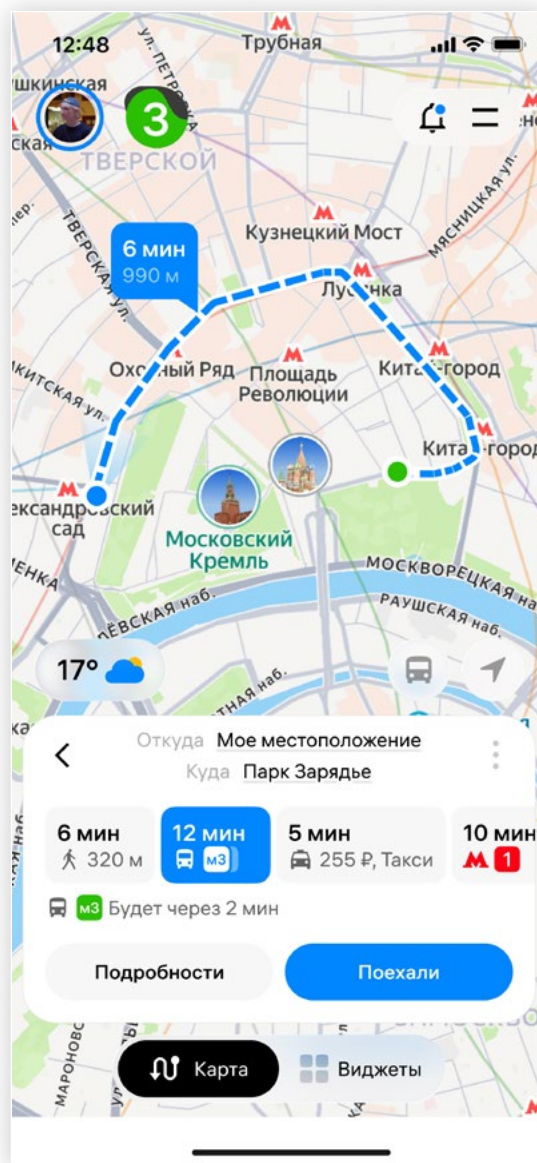 12:48
ул. ПЕТРОВКА
Трубная
3
ТВЕРСКОЙ
ТВЕРСКАЯ УЛ.
МЯСНИЦКАЯ УЛ.
Кузнецкий Мост
6 мин
990 м
Охотный Ряд
Площадь
Революции
Китай-город
Китай-город
Московский
Кремль
МОСКВОРЕЦКАЯ наб.
РАУШСКАЯ наб.
17°
Откуда Мое местоположение
Куда Парк Зарядье
6 мин
320 м
12 мин
м3
5 мин
255 ₽, Такси
10 мин
М 1
м3 Будет через 2 мин
Подробности
Поехали
Карта
Виджеты